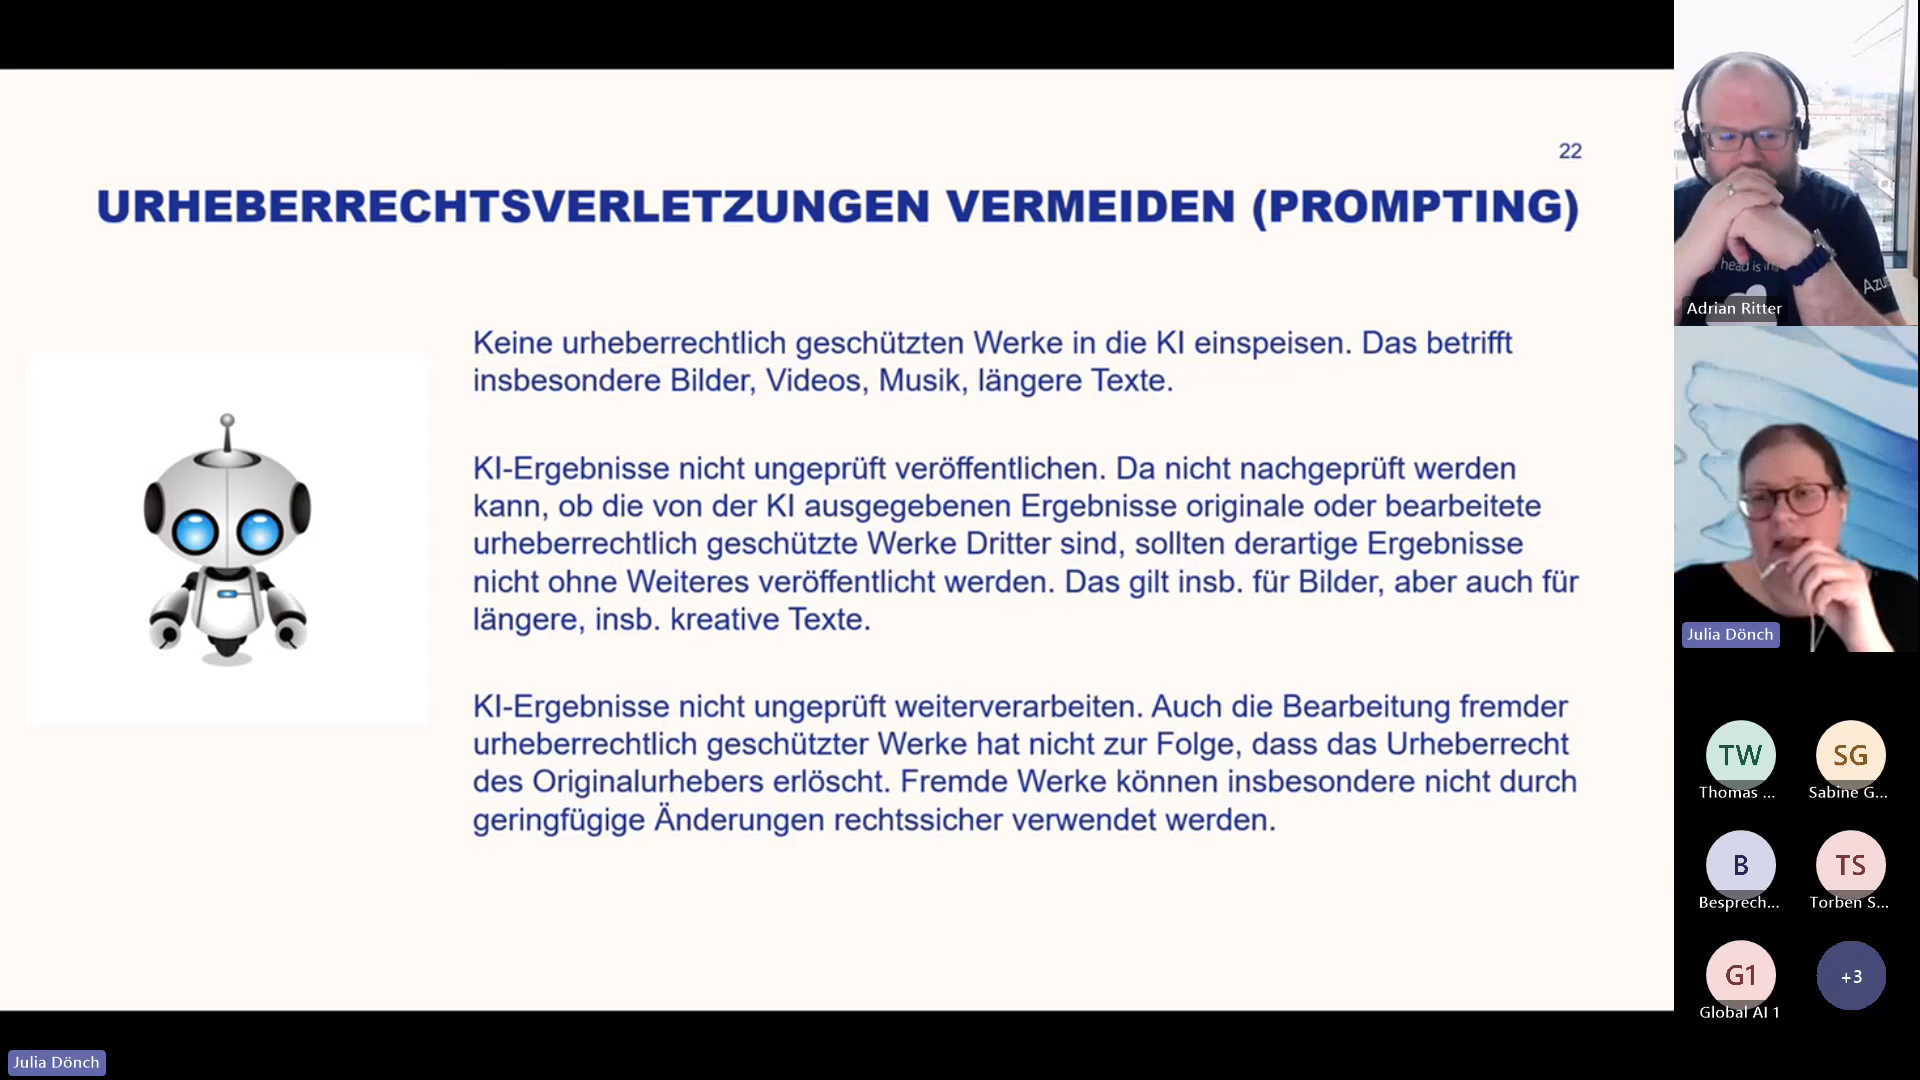 22
URHEBERRECHTSVERLETZUNGEN VERMEIDEN (PROMPTING)
Keine urheberrechtlich geschützten Werke in die KI einspeisen. Das betrifft
insbesondere Bilder, Videos, Musik, längere Texte.
KI-Ergebnisse nicht ungeprüft veröffentlichen. Da nicht nachgeprüft werden
kann, ob die von der KI ausgegebenen Ergebnisse originale oder bearbeitete
urheberrechtlich geschützte Werke Dritter sind, sollten derartige Ergebnisse
nicht ohne Weiteres veröffentlicht werden. Das gilt insb. für Bilder, aber auch für
längere, insb. kreative Texte.
KI-Ergebnisse nicht ungeprüft weiterverarbeiten. Auch die Bearbeitung fremder
urheberrechtlich geschützter Werke hat nicht zur Folge, dass das Urheberrecht
des Originalurhebers erlöscht. Fremde Werke können insbesondere nicht durch
geringfügige Änderungen rechtssicher verwendet werden.
head is in
Azu
Adrian Ritter
Julia Dönch
TW
SG
Thomas ...
Sabine G...
B
TS
Besprech...
Torben S...
G1
+3
Global AI 1
Julia Dönch